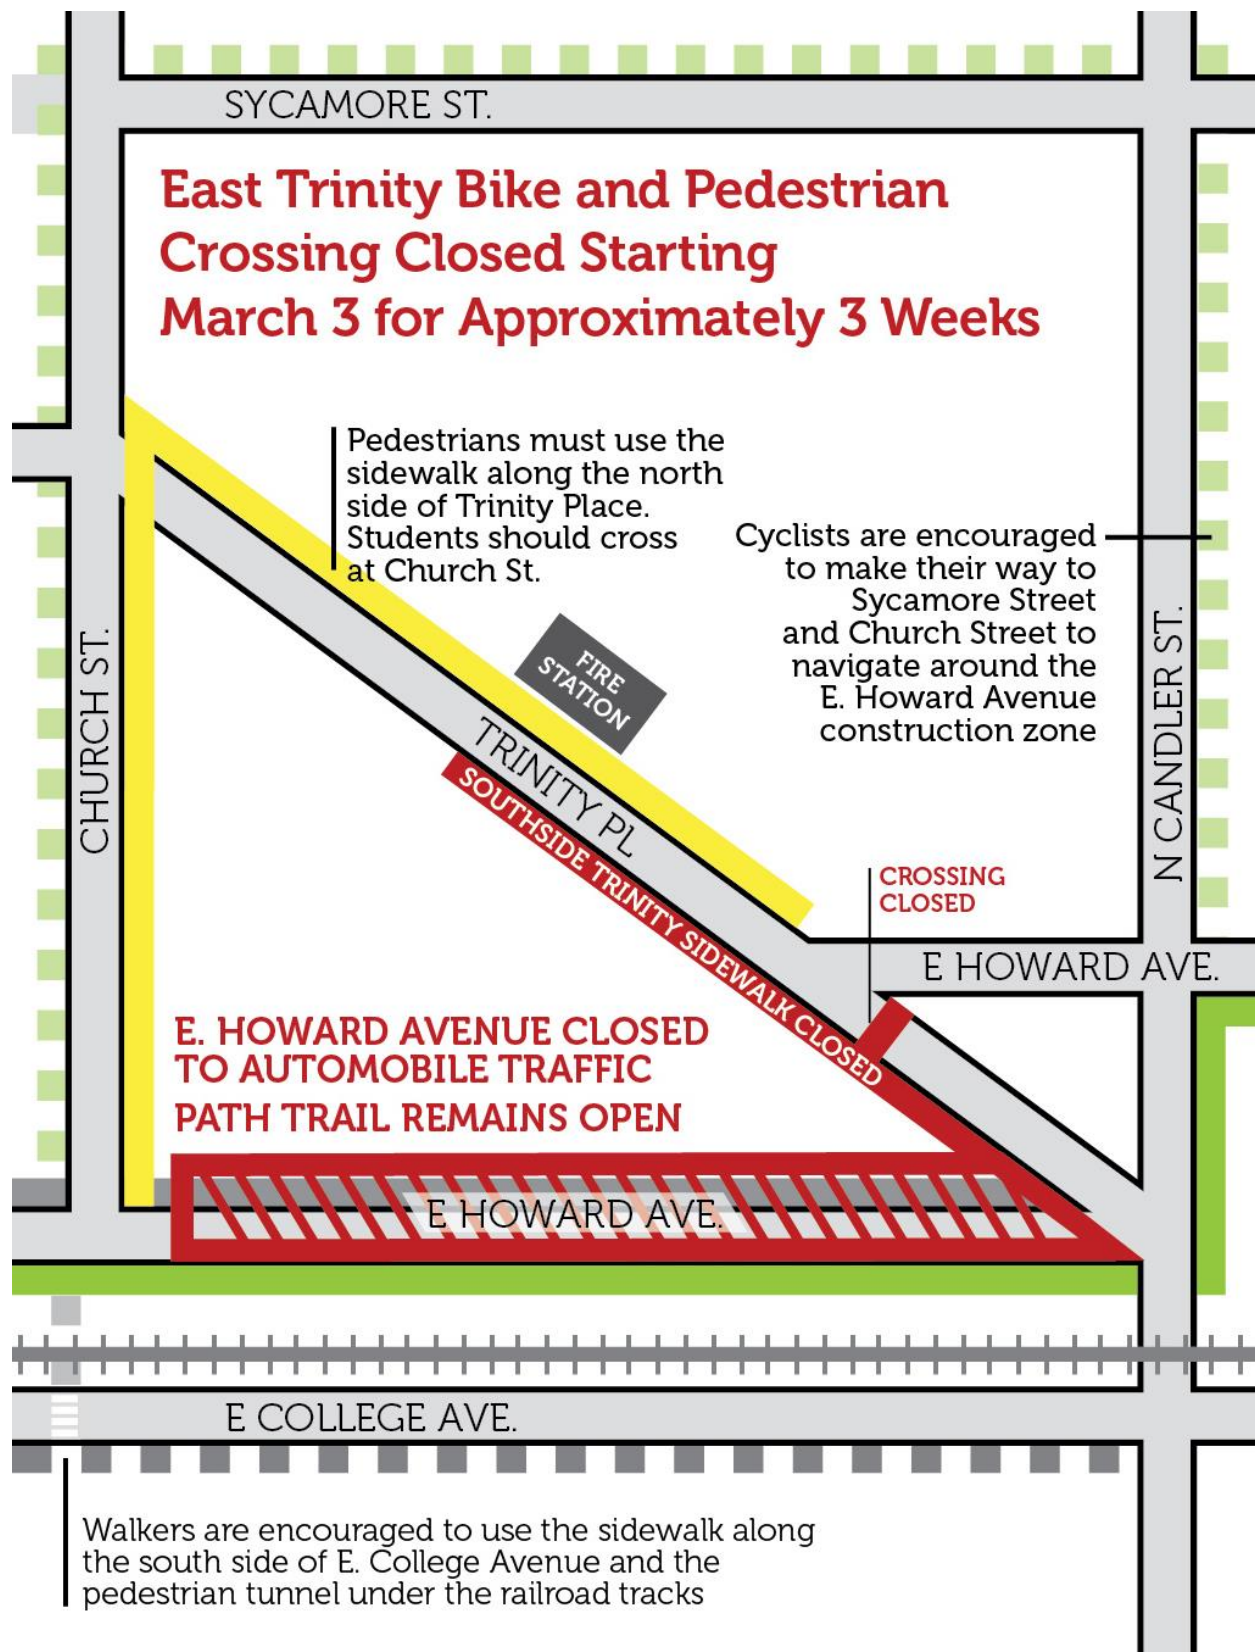 SYCAMORE ST.
East Trinity Bike and Pedestrian
Crossing Closed Starting
March 3 for Approximately 3 Weeks
Pedestrians must use the
sidewalk along the north
side of Trinity Place.
Students should cross
at Church St.
Cyclists are encouraged
to make their way to
Sycamore Street
and Church Street to
navigate around the
E. Howard Avenue
construction zone
FIRE
STATION
CHURCH ST.
TRINITY PL
N CANDLER ST.
SOUTHSIDE TRINITY SIDEWALK CLOSED
CROSSING
CLOSED
E HOWARD AVE.
E. HOWARD AVENUE CLOSED
TO AUTOMOBILE TRAFFIC
PATH TRAIL REMAINS OPEN
E HOWARD AVE.
E COLLEGE AVE.
Walkers are encouraged to use the sidewalk along
the south side of E. College Avenue and the
pedestrian tunnel under the railroad tracks